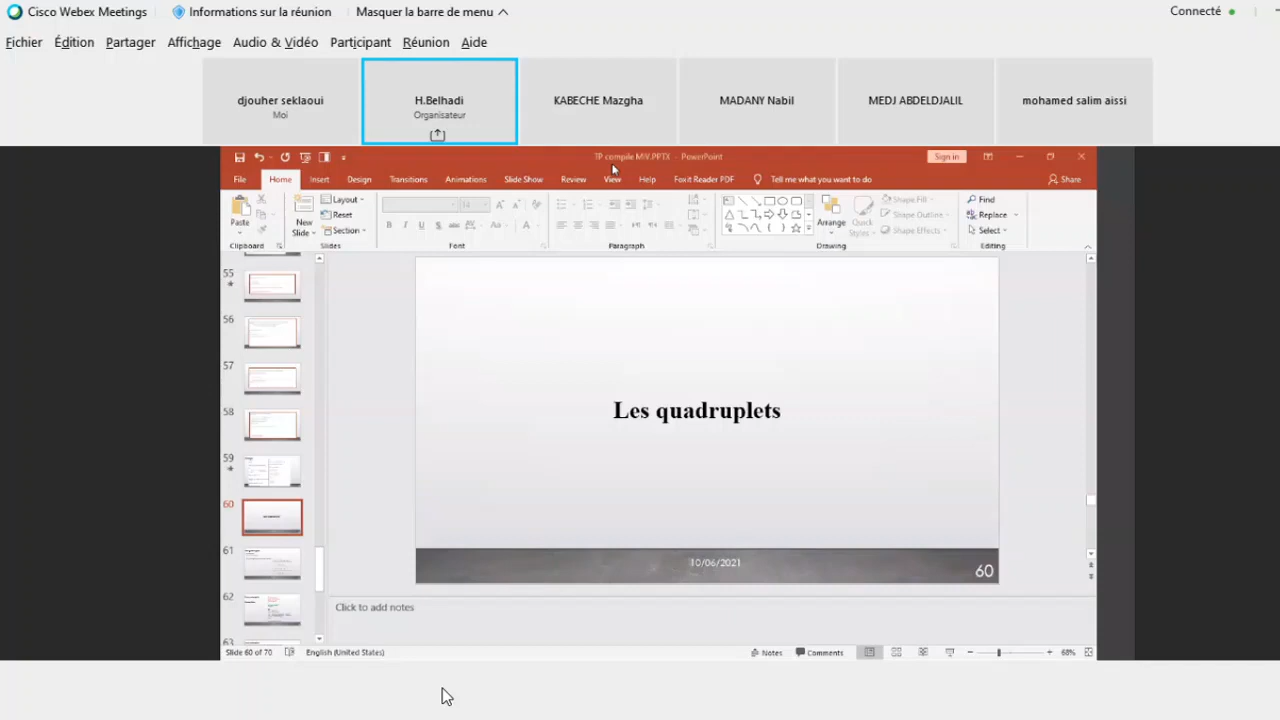 Cisco Webex Meetings Informations sur la réunion Masquer la barre de menu Connecté
Fichier Édition Partager Affichage Audio & Vidéo Participant Réunion Aide
djouher seklaoui
Moi
H.Belhadi
Organisateur
KABECHE Mazgha
MADANY Nabil
MEDJ ABDELDJALIL
mohamed salim aissi
TP compile MIV.PPTX - PowerPoint Sign in
File Home Insert Design Transitions Animations Slide Show Review View Help Foxit Reader PDF Tell me what you want to do Share
Paste
New
Slide
Layout
Reset
Section
14
Arrange
Quick
Styles
Shape Fill
Shape Outline
Shape Effects
Find
Replace
Select
Clipboard Slides Font Paragraph Drawing Editing
55
56
57
58
59
60
61
62
63
Les quadruplets
10/06/2021
60
Click to add notes
Slide 60 of 70 English (United States) Notes Comments 68%